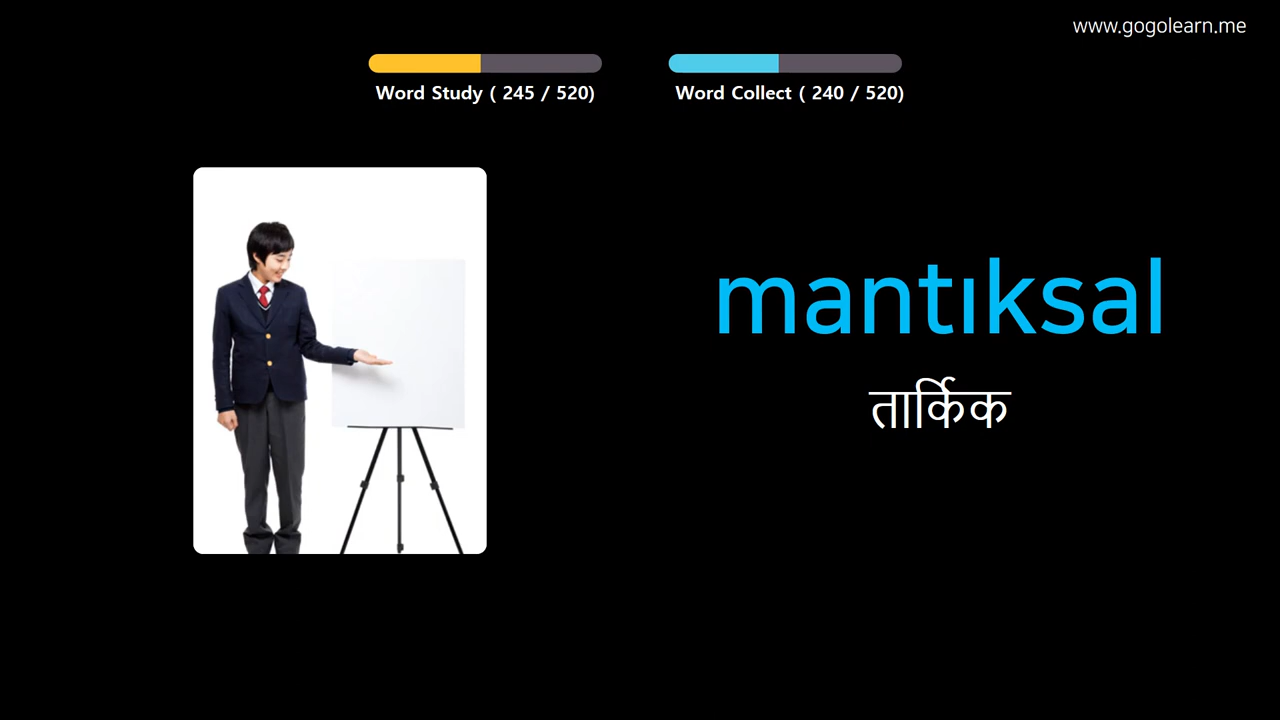 www.gogolearn.me
Word Study ( 245 / 520)
Word Collect ( 240 / 520)
mantıksal
तार्किक